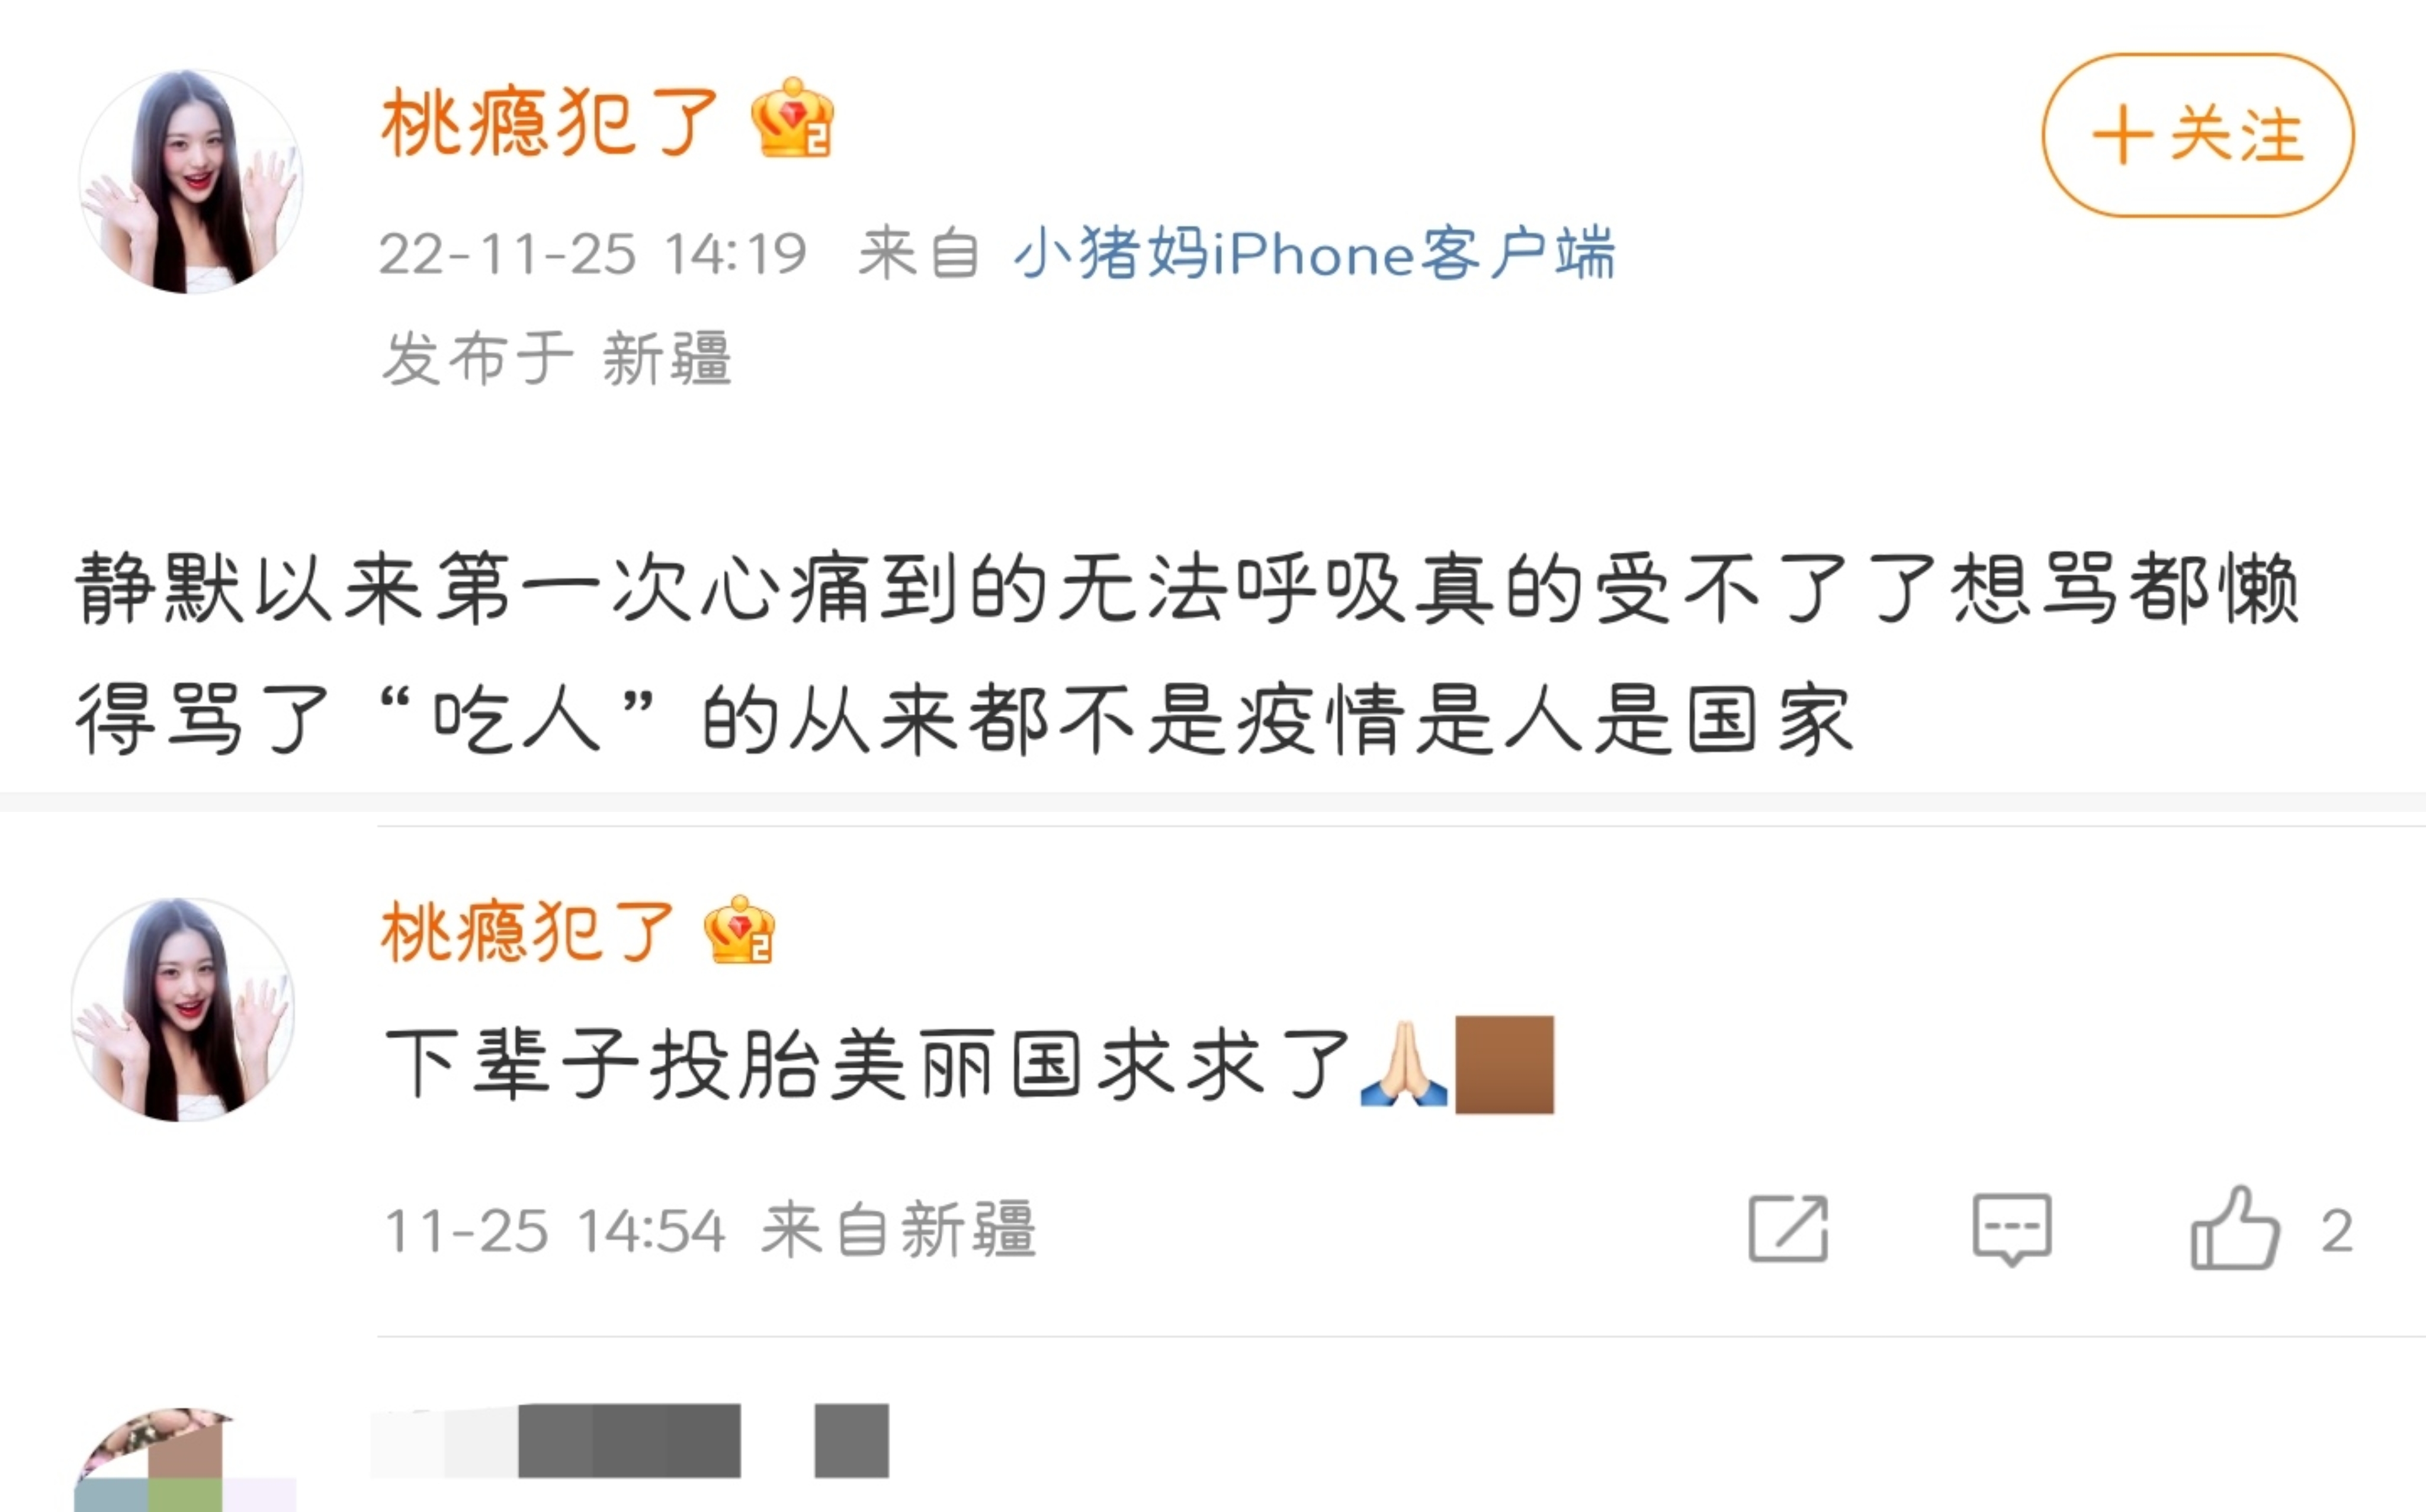 桃瘾犯了
+关注
22-11-25 14:19 来自 小猪妈iPhone客户端
发布于 新疆
静默以来第一次心痛到的无法呼吸真的受不了了想骂都懒
得骂了“吃人”的从来都不是疫情是人是国家
桃瘾犯了
下辈子投胎美丽国求求了🙏🏻🏾
11-25 14:54 来自新疆
2